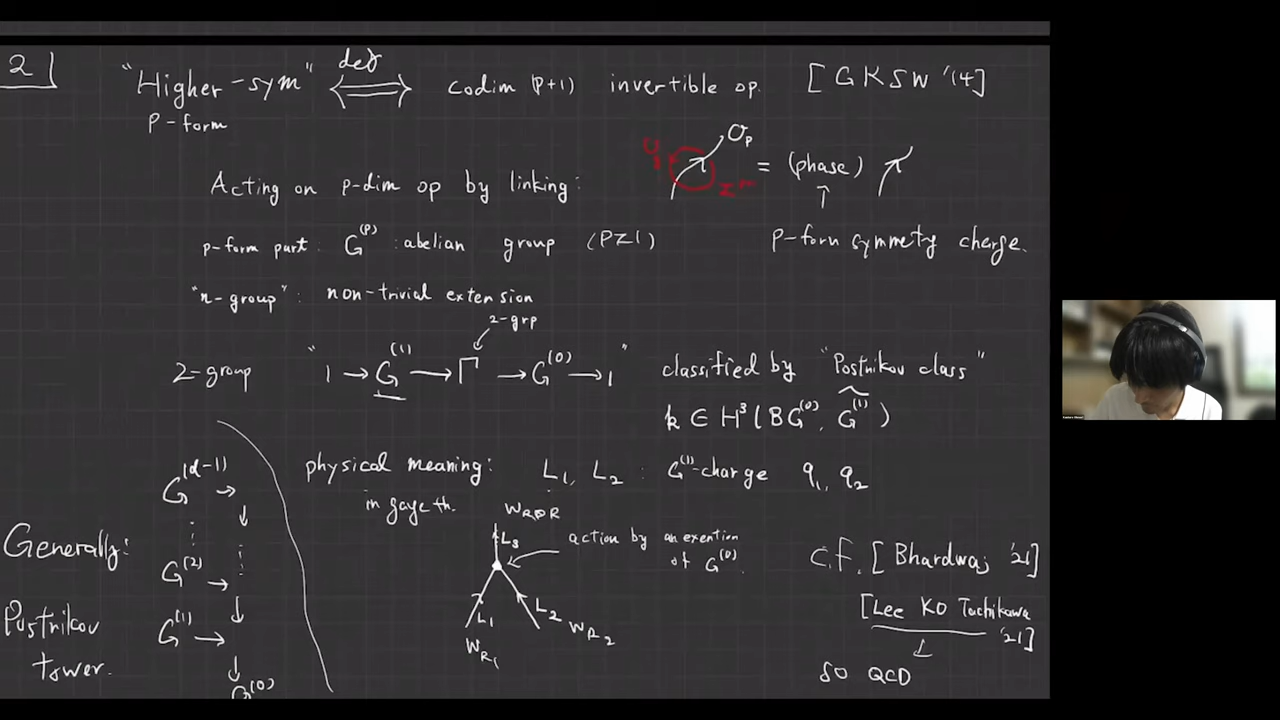 2
"Higher-sym" ⟺ def codim (p+1) invertible op. [GKSW '14]
p-form
U O_p = (phase)
Acting on p-dim op by linking:
p-form part: G^(p) : abelian group (p≥1) p-form symmety charge.
"n-group": non-trivial extension
2-grp
2-group " 1 → G^(1) → Γ → G^(0) → 1 " classified by "Postnikov class"
k ∈ H^3(BG^(0), G^(1))
physical meaning: L_1, L_2 : G^(1)-charge q_1, q_2
in gauge th.
G^(d-1) →
L_3 action by an exention of G^(0)
Generally: G^(2) → c.f. [Bhardwaj '21]
Postnikov tower. G^(1) → L_1 L_2 [Lee Ko Tachikawa '21]
W_R1 W_R2
G^(0) SO QCD